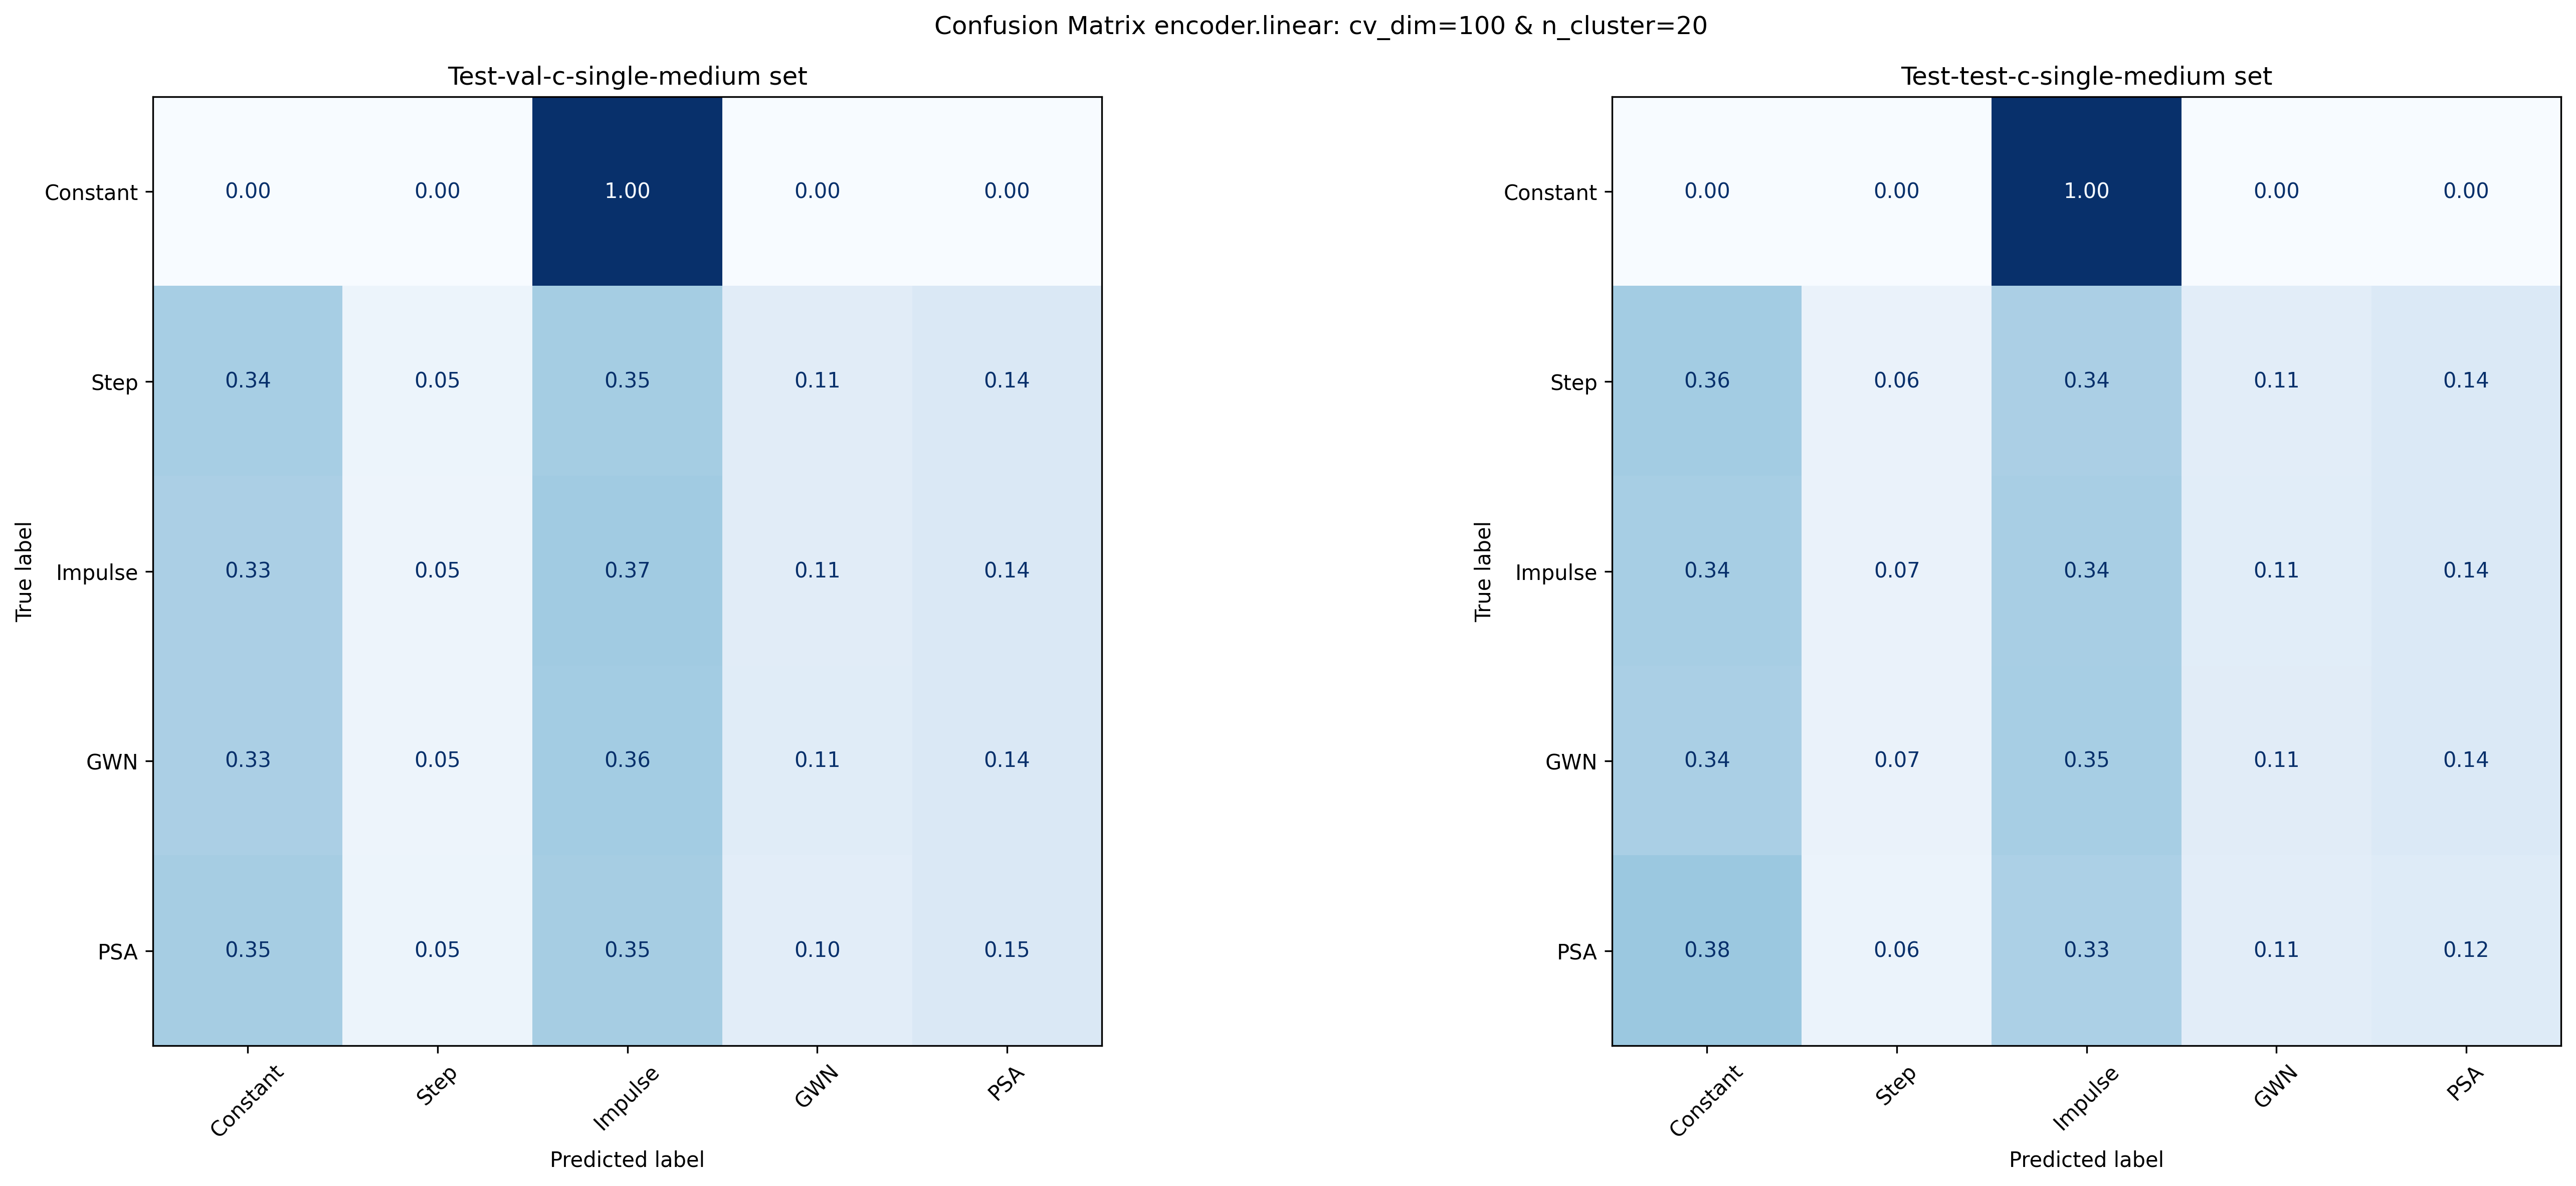 Confusion Matrix encoder.linear: cv_dim=100 & n_cluster=20
Test-val-c-single-medium set
Constant 0.00 0.00 1.00 0.00 0.00
Step 0.34 0.05 0.35 0.11 0.14
Impulse 0.33 0.05 0.37 0.11 0.14
GWN 0.33 0.05 0.36 0.11 0.14
PSA 0.35 0.05 0.35 0.10 0.15
True label
Constant Step Impulse GWN PSA
Predicted label
Test-test-c-single-medium set
Constant 0.00 0.00 1.00 0.00 0.00
Step 0.36 0.06 0.34 0.11 0.14
Impulse 0.34 0.07 0.34 0.11 0.14
GWN 0.34 0.07 0.35 0.11 0.14
PSA 0.38 0.06 0.33 0.11 0.12
True label
Constant Step Impulse GWN PSA
Predicted label